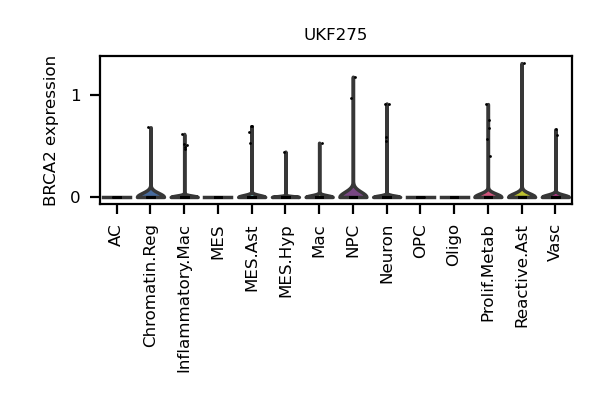 UKF275
BRCA2 expression
1
0
AC
Chromatin.Reg
Inflammatory.Mac
MES
MES.Ast
MES.Hyp
Mac
NPC
Neuron
OPC
Oligo
Prolif.Metab
Reactive.Ast
Vasc